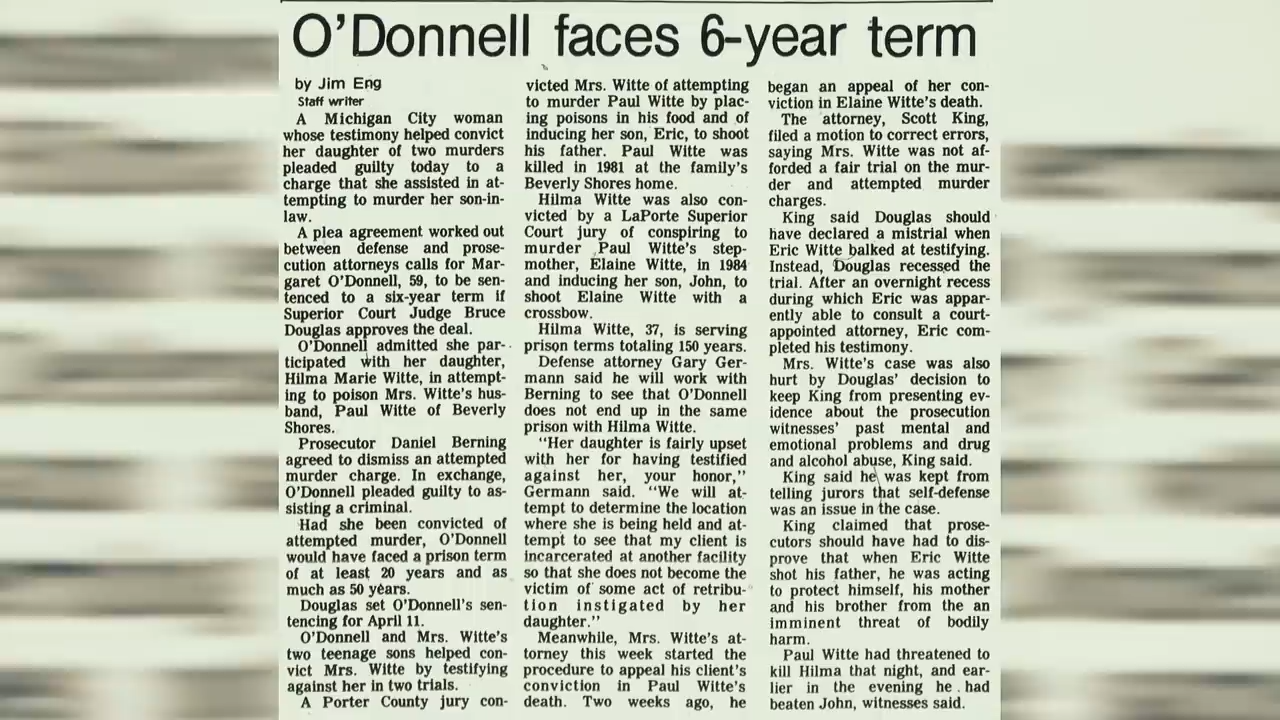 O'Donnell faces 6-year term
by Jim Eng
Staff writer
A Michigan City woman
whose testimony helped convict
her daughter of two murders
pleaded guilty today to a
charge that she assisted in at-
tempting to murder her son-in-
law.
A plea agreement worked out
between defense and prose-
cution attorneys calls for Mar-
garet O'Donnell, 59, to be sen-
tenced to a six-year term if
Superior Court Judge Bruce
Douglas approves the deal.
O'Donnell admitted she par-
ticipated with her daughter,
Hilma Marie Witte, in attempt-
ing to poison Mrs. Witte's hus-
band, Paul Witte of Beverly
Shores.
Prosecutor Daniel Berning
agreed to dismiss an attempted
murder charge. In exchange,
O'Donnell pleaded guilty to as-
sisting a criminal.
Had she been convicted of
attempted murder, O'Donnell
would have faced a prison term
of at least 20 years and as
much as 50 years.
Douglas set O'Donnell's sen-
tencing for April 11.
O'Donnell and Mrs. Witte's
two teenage sons helped con-
vict Mrs. Witte by testifying
against her in two trials.
A Porter County jury con-
victed Mrs. Witte of attempting
to murder Paul Witte by plac-
ing poisons in his food and of
inducing her son, Eric, to shoot
his father. Paul Witte was
killed in 1981 at the family's
Beverly Shores home.
Hilma Witte was also con-
victed by a LaPorte Superior
Court jury of conspiring to
murder Paul Witte's step-
mother, Elaine Witte, in 1984
and inducing her son, John, to
shoot Elaine Witte with a
crossbow.
Hilma Witte, 37, is serving
prison terms totaling 150 years.
Defense attorney Gary Ger-
mann said he will work with
Berning to see that O'Donnell
does not end up in the same
prison with Hilma Witte.
"Her daughter is fairly upset
with her for having testified
against her, your honor,"
Germann said. "We will at-
tempt to determine the location
where she is being held and at-
tempt to see that my client is
incarcerated at another facility
so that she does not become the
victim of some act of retribu-
tion instigated by her
daughter."
Meanwhile, Mrs. Witte's at-
torney this week started the
procedure to appeal his client's
conviction in Paul Witte's
death. Two weeks ago, he
began an appeal of her con-
viction in Elaine Witte's death.
The attorney, Scott King,
filed a motion to correct errors,
saying Mrs. Witte was not af-
forded a fair trial on the mur-
der and attempted murder
charges.
King said Douglas should
have declared a mistrial when
Eric Witte balked at testifying.
Instead, Douglas recessed the
trial. After an overnight recess
during which Eric was appar-
ently able to consult a court-
appointed attorney, Eric com-
pleted his testimony.
Mrs. Witte's case was also
hurt by Douglas' decision to
keep King from presenting ev-
idence about the prosecution
witnesses' past mental and
emotional problems and drug
and alcohol abuse, King said.
King said he was kept from
telling jurors that self-defense
was an issue in the case.
King claimed that prose-
cutors should have had to dis-
prove that when Eric Witte
shot his father, he was acting
to protect himself, his mother
and his brother from the an
imminent threat of bodily
harm.
Paul Witte had threatened to
kill Hilma that night, and ear-
lier in the evening he had
beaten John, witnesses said.